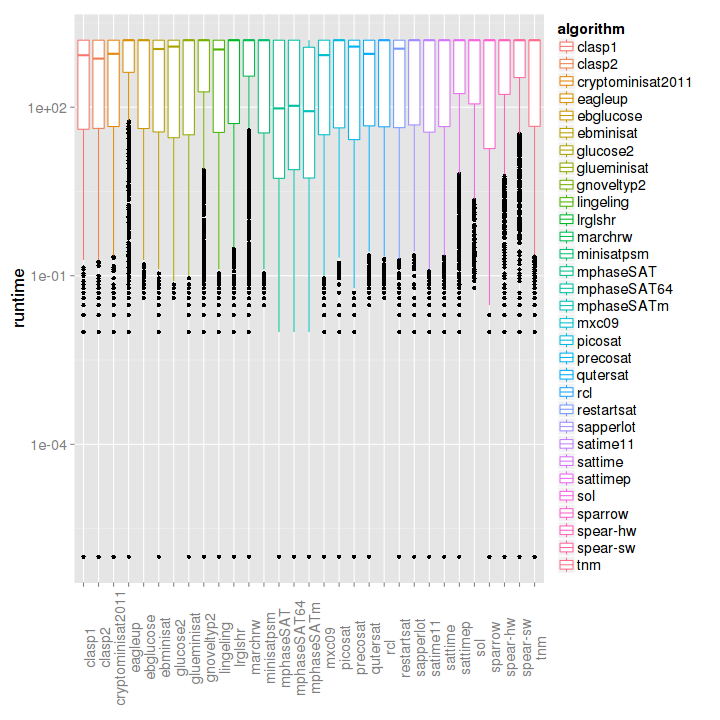 algorithm
clasp1
clasp2
cryptominisat2011
eagleup
ebglucose
ebminisat
glucose2
glueminisat
gnoveltyp2
lingeling
lrglshr
marchrw
minisatpsm
mphaseSAT
mphaseSAT64
mphaseSATm
mxc09
picosat
precosat
qutersat
rcl
restartsat
sapperlot
satime11
sattime
sattimep
sol
sparrow
spear-hw
spear-sw
tnm
1e+02
1e-01
1e-04
runtime
clasp1
clasp2
cryptominisat2011
eagleup
ebglucose
ebminisat
glucose2
glueminisat
gnoveltyp2
lingeling
lrglshr
marchrw
minisatpsm
mphaseSAT
mphaseSAT64
mphaseSATm
mxc09
picosat
precosat
qutersat
rcl
restartsat
sapperlot
satime11
sattime
sattimep
sol
sparrow
spear-hw
spear-sw
tnm